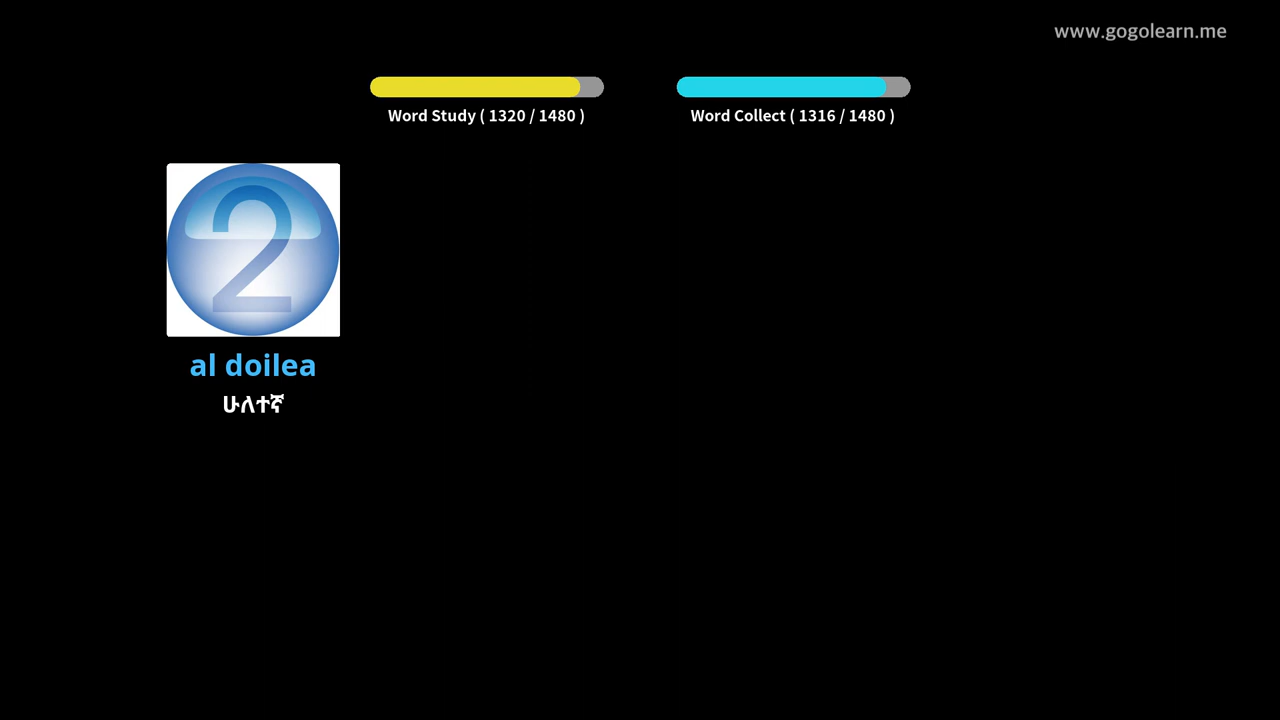 www.gogolearn.me
Word Study ( 1320 / 1480 )
Word Collect ( 1316 / 1480 )
2
al doilea
ሁለተኛ